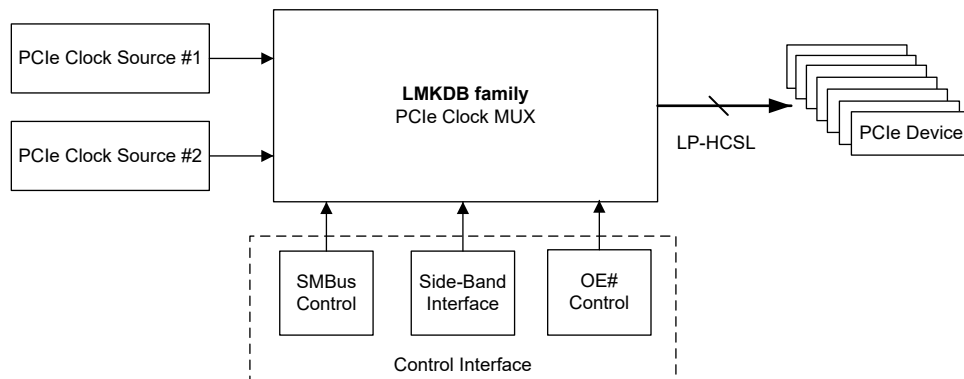 PCIe Clock Source #1
PCIe Clock Source #2
LMKDB family
PCIe Clock MUX
LP-HCSL
PCIe Device
SMBus
Control
Side-Band
Interface
OE#
Control
Control Interface